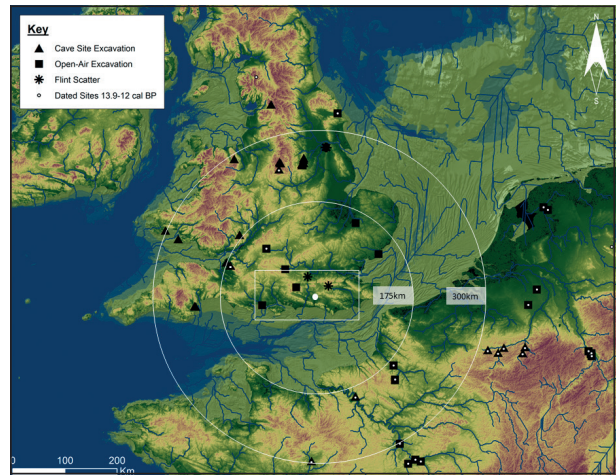 Key
Cave Site Excavation
Open-Air Excavation
Flint Scatter
Dated Sites 13.9-12 cal BP
N
175km
300km
0 100 200
Km